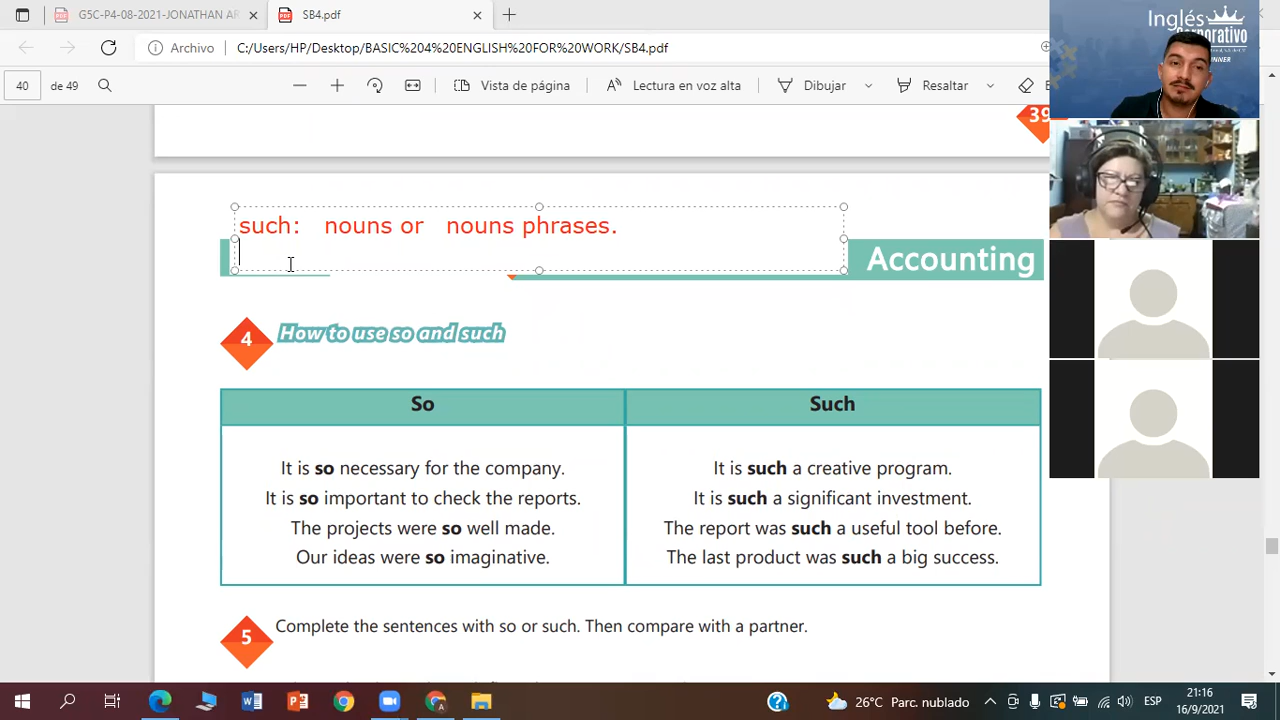 G5C-P4-08-2021-JONATHAN AR
SB4.pdf
Archivo
C:/Users/HP/Desktop/BASIC%204%20ENGLISH%20FOR%20WORK/SB4.pdf
40 de 49
Vista de página
Lectura en voz alta
Dibujar
Resaltar
Inglés
Corporativo
39
such: nouns or nouns phrases.
Accounting
4 How to use so and such
So
Such
It is so necessary for the company.
It is such a creative program.
It is so important to check the reports.
It is such a significant investment.
The projects were so well made.
The report was such a useful tool before.
Our ideas were so imaginative.
The last product was such a big success.
5 Complete the sentences with so or such. Then compare with a partner.
26°C Parc. nublado
ESP
21:16
16/9/2021